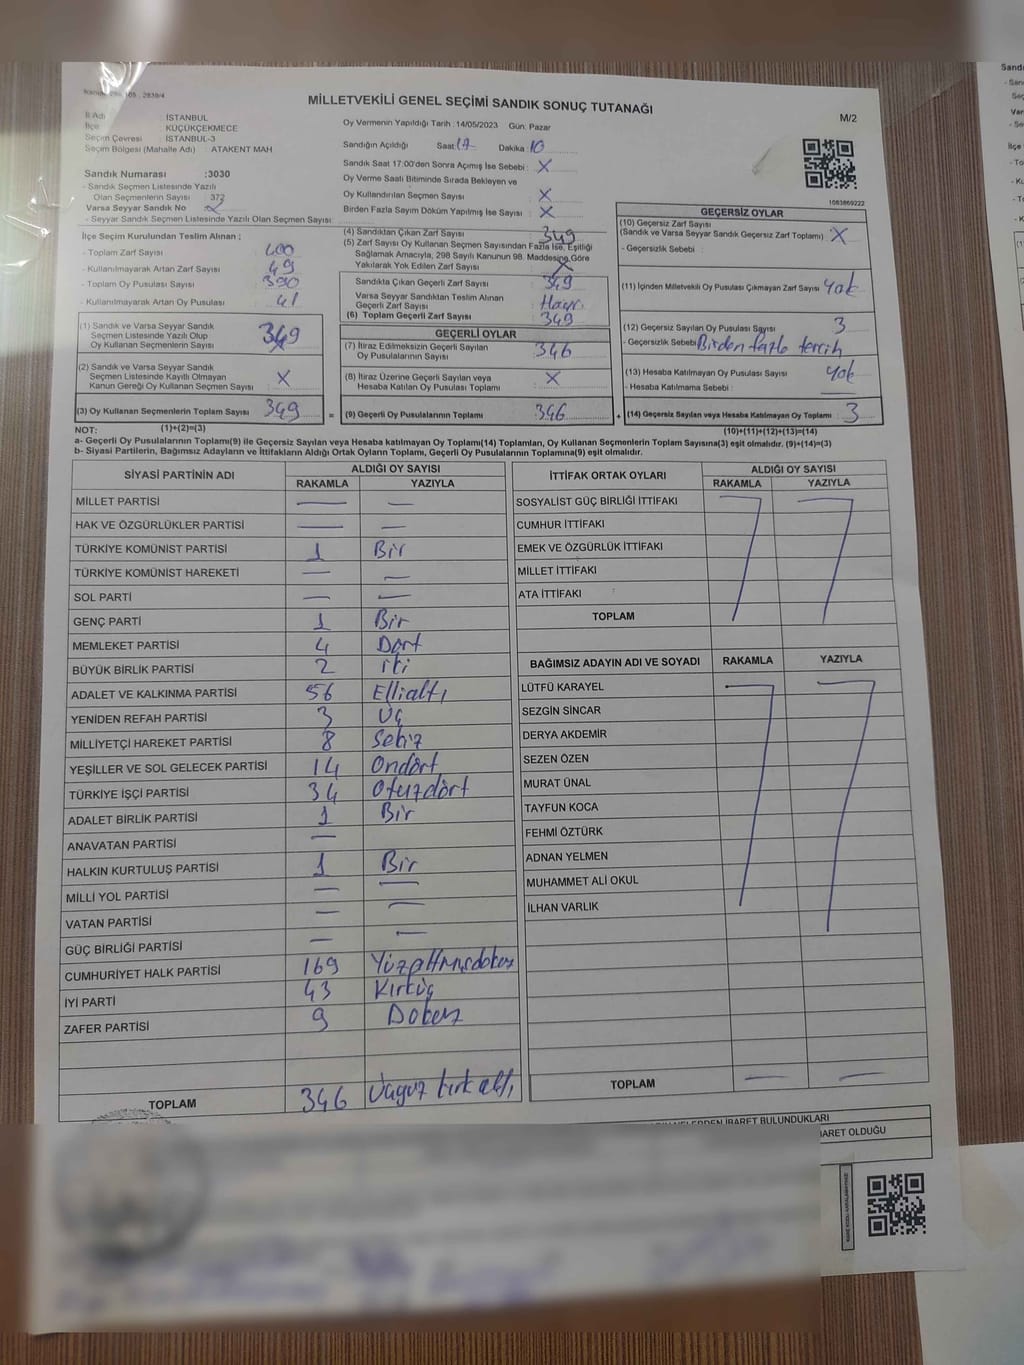 MİLLETVEKİLİ GENEL SEÇİMİ SANDIK SONUÇ TUTANAĞI
M/2
İl Adı : İSTANBUL
İlçe : KÜÇÜKÇEKMECE
Seçim Çevresi : İSTANBUL-3
Seçim Bölgesi (Mahalle Adı) : ATAKENT MAH
Sandık Numarası :3030
- Sandık Seçmen Listesinde Yazılı
Olan Seçmenlerin Sayısı : 372
Varsa Seyyar Sandık No
- Seyyar Sandık Seçmen Listesinde Yazılı Olan Seçmen Sayısı:
Oy Vermenin Yapıldığı Tarih : 14/05/2023 Gün: Pazar
Sandığın Açıldığı Saat: 17 Dakika: 10
Sandık Saat 17:00'den Sonra Açımış İse Sebebi : X
Oy Verme Saati Bitiminde Sırada Bekleyen ve
Oy Kullandırılan Seçmen Sayısı : X
Birden Fazla Sayım Döküm Yapılmış İse Sayısı : X
1083869222
İlçe Seçim Kurulundan Teslim Alınan ;
- Toplam Zarf Sayısı : 400
- Kullanılmayarak Artan Zarf Sayısı : 49
- Toplam Oy Pusulası Sayısı : 390
- Kullanılmayarak Artan Oy Pusulası : 41
(1) Sandık ve Varsa Seyyar Sandık
Seçmen Listesinde Yazılı Olup
Oy Kullanan Seçmenlerin Sayısı : 349
(2) Sandık ve Varsa Seyyar Sandık
Seçmen Listesinde Kayıtlı Olmayan
Kanun Gereği Oy Kullanan Seçmen Sayısı : X
(3) Oy Kullanan Seçmenlerin Toplam Sayısı : 349
(4) Sandıktan Çıkan Zarf Sayısı : 349
(5) Zarf Sayısı Oy Kullanan Seçmen Sayısından Fazla İse, Eşitliği
Sağlamak Amacıyla, 298 Sayılı Kanunun 98. Maddesine Göre
Yakılarak Yok Edilen Zarf Sayısı : X
Sandıkta Çıkan Geçerli Zarf Sayısı : 349
Varsa Seyyar Sandıktan Teslim Alınan
Geçerli Zarf Sayısı : Hayır
(6) Toplam Geçerli Zarf Sayısı : 349
GEÇERLİ OYLAR
(7) İtiraz Edilmeksizin Geçerli Sayılan
Oy Pusulalarının Sayısı : 346
(8) İtiraz Üzerine Geçerli Sayılan veya
Hesaba Katılan Oy Pusulası Toplamı : X
(9) Geçerli Oy Pusulalarının Toplamı : 346
GEÇERSİZ OYLAR
(10) Geçersiz Zarf Sayısı
(Sandık ve Varsa Seyyar Sandık Geçersiz Zarf Toplamı) : X
- Geçersizlik Sebebi :
(11) İçinden Milletvekili Oy Pusulası Çıkmayan Zarf Sayısı : Yok
(12) Geçersiz Sayılan Oy Pusulası Sayısı : 3
- Geçersizlik Sebebi : Birden fazla tercih
(13) Hesaba Katılmayan Oy Pusulası Sayısı : Yok
- Hesaba Katılmama Sebebi :
(14) Geçersiz Sayılan veya Hesaba Katılmayan Oy Toplamı : 3
NOT: (1)+(2)=(3) (10)+(11)+(12)+(13)=(14)
a- Geçerli Oy Pusulalarının Toplamı(9) ile Geçersiz Sayılan veya Hesaba katılmayan Oy Toplamı(14) Toplamları, Oy Kullanan Seçmenlerin Toplam Sayısına(3) eşit olmalıdır. (9)+(14)=(3)
b- Siyasi Partilerin, Bağımsız Adayların ve İttifakların Aldığı Ortak Oyların Toplamı, Geçerli Oy Pusulalarının Toplamına(9) eşit olmalıdır.
SİYASİ PARTİNİN ADI ALDIĞI OY SAYISI
RAKAMLA YAZIYLA
MİLLET PARTİSİ — —
HAK VE ÖZGÜRLÜKLER PARTİSİ — —
TÜRKİYE KOMÜNİST PARTİSİ 1 Bir
TÜRKİYE KOMÜNİST HAREKETİ — —
SOL PARTİ — —
GENÇ PARTİ 1 Bir
MEMLEKET PARTİSİ 4 Dört
BÜYÜK BİRLİK PARTİSİ 2 iki
ADALET VE KALKINMA PARTİSİ 56 Ellialtı
YENİDEN REFAH PARTİSİ 3 Üç
MİLLİYETÇİ HAREKET PARTİSİ 8 Sekiz
YEŞİLLER VE SOL GELECEK PARTİSİ 14 Ondört
TÜRKİYE İŞÇİ PARTİSİ 34 Otuzdört
ADALET BİRLİK PARTİSİ 1 Bir
ANAVATAN PARTİSİ —
HALKIN KURTULUŞ PARTİSİ 1 Bir
MİLLİ YOL PARTİSİ — —
VATAN PARTİSİ — —
GÜÇ BİRLİĞİ PARTİSİ — —
CUMHURİYET HALK PARTİSİ 169 Yüzaltmışdokuz
İYİ PARTİ 43 Kırküç
ZAFER PARTİSİ 9 Dokuz
TOPLAM 346 Üçyüz kırk altı
İTTİFAK ORTAK OYLARI ALDIĞI OY SAYISI
RAKAMLA YAZIYLA
SOSYALİST GÜÇ BİRLİĞİ İTTİFAKI
CUMHUR İTTİFAKI
EMEK VE ÖZGÜRLÜK İTTİFAKI
MİLLET İTTİFAKI
ATA İTTİFAKI
TOPLAM
BAĞIMSIZ ADAYIN ADI VE SOYADI RAKAMLA YAZIYLA
LÜTFÜ KARAYEL
SEZGİN SİNCAR
DERYA AKDEMİR
SEZEN ÖZEN
MURAT ÜNAL
TAYFUN KOCA
FEHMİ ÖZTÜRK
ADNAN YELMEN
MUHAMMET ALİ OKUL
İLHAN VARLIK
TOPLAM — —
İBARET BULUNDUKLARI
İBARET OLDUĞU